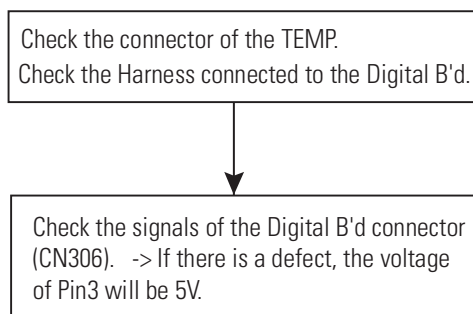 Check the connector of the TEMP.
Check the Harness connected to the Digital B'd.
Check the signals of the Digital B'd connector
(CN306).  -> If there is a defect, the voltage
of Pin3 will be 5V.